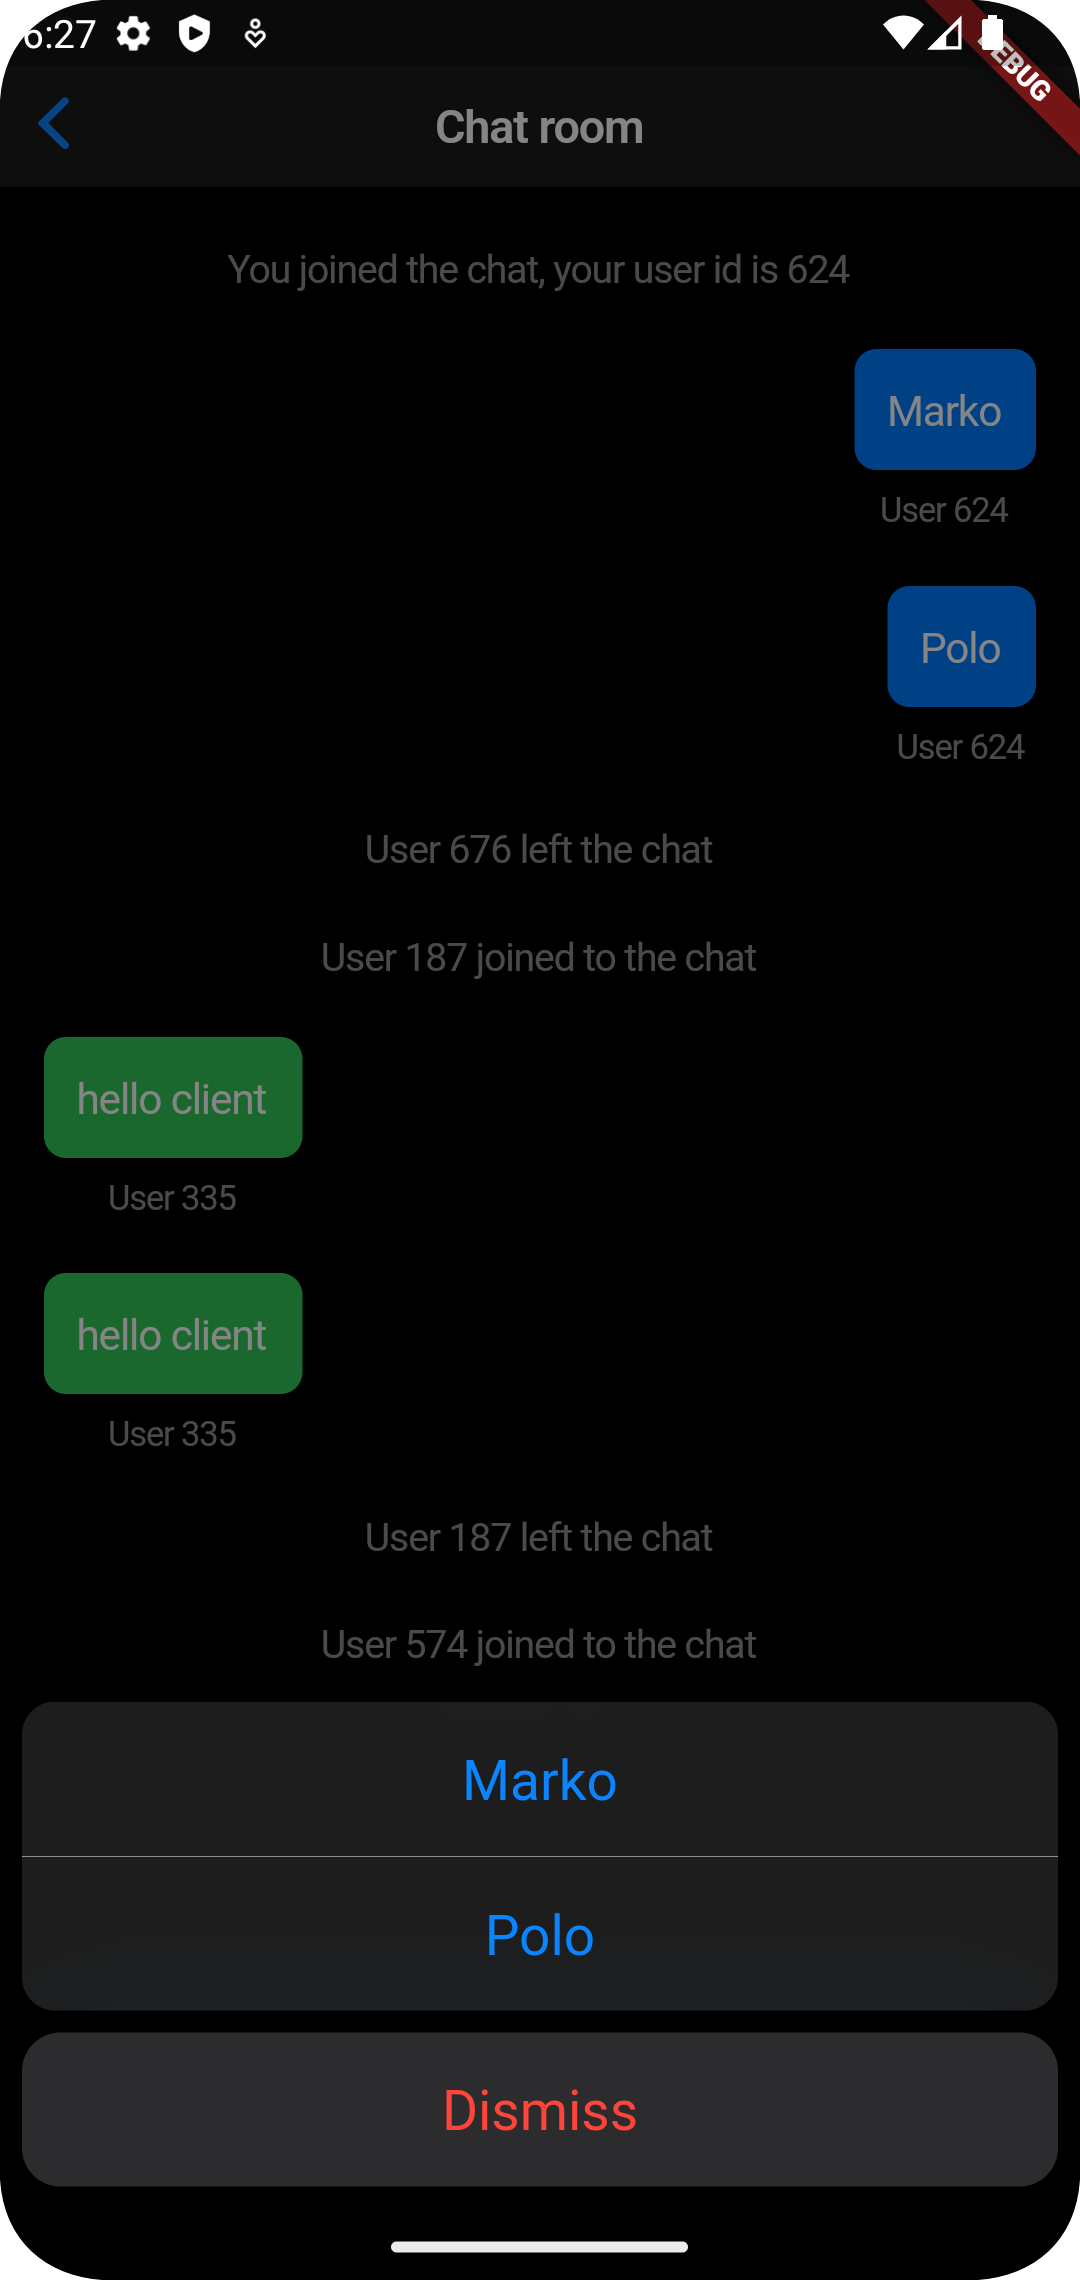 6:27
Chat room
You joined the chat, your user id is 624
Marko
User 624
Polo
User 624
User 676 left the chat
User 187 joined to the chat
hello client
User 335
hello client
User 335
User 187 left the chat
User 574 joined to the chat
Marko
Polo
Dismiss